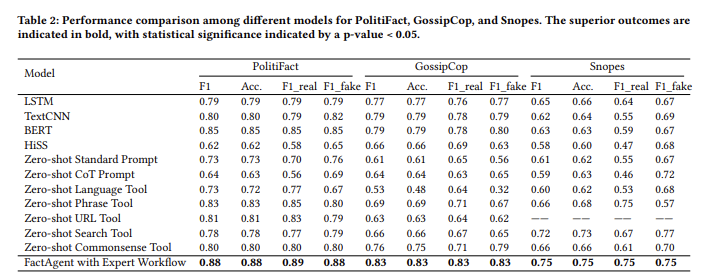 Table 2: Performance comparison among different models for PolitiFact, GossipCop, and Snopes. The superior outcomes are
indicated in bold, with statistical significance indicated by a p-value < 0.05.
Model PolitiFact GossipCop Snopes
F1 Acc. F1_real F1_fake F1 Acc. F1_real F1_fake F1 Acc. F1_real F1_fake
LSTM 0.79 0.79 0.79 0.79 0.77 0.77 0.76 0.77 0.65 0.66 0.64 0.67
TextCNN 0.80 0.80 0.79 0.82 0.79 0.79 0.78 0.79 0.62 0.64 0.55 0.69
BERT 0.85 0.85 0.85 0.85 0.79 0.79 0.78 0.80 0.63 0.63 0.59 0.67
HiSS 0.62 0.62 0.58 0.65 0.66 0.66 0.69 0.63 0.58 0.60 0.47 0.68
Zero-shot Standard Prompt 0.73 0.73 0.70 0.76 0.61 0.61 0.65 0.56 0.61 0.62 0.55 0.67
Zero-shot CoT Prompt 0.64 0.63 0.56 0.69 0.64 0.64 0.63 0.65 0.59 0.63 0.46 0.72
Zero-shot Language Tool 0.73 0.72 0.77 0.67 0.53 0.48 0.64 0.32 0.60 0.62 0.53 0.68
Zero-shot Phrase Tool 0.83 0.83 0.85 0.80 0.69 0.69 0.71 0.67 0.66 0.68 0.75 0.57
Zero-shot URL Tool 0.81 0.81 0.83 0.79 0.63 0.63 0.64 0.62 —— —— —— ——
Zero-shot Search Tool 0.78 0.78 0.79 0.77 0.66 0.66 0.67 0.65 0.72 0.73 0.67 0.77
Zero-shot Commonsense Tool 0.80 0.80 0.80 0.80 0.76 0.75 0.71 0.79 0.66 0.66 0.61 0.70
FactAgent with Expert Workflow 0.88 0.88 0.89 0.88 0.83 0.83 0.83 0.83 0.75 0.75 0.75 0.75